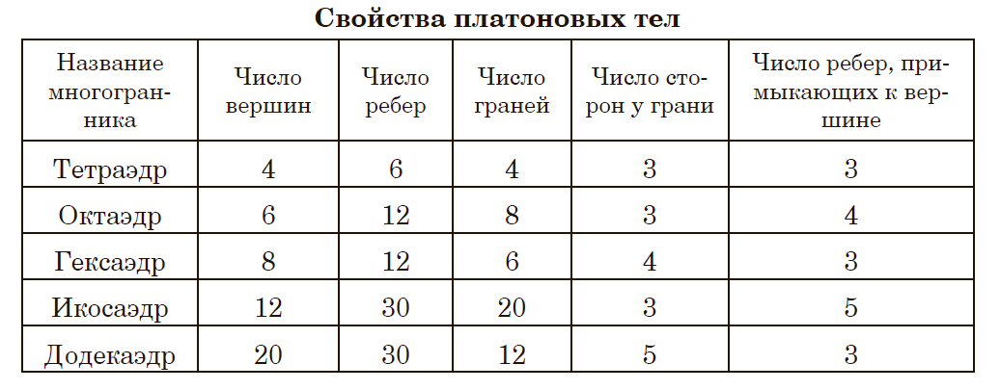 Свойства платоновых тел
Название многогран-ника Число вершин Число ребер Число граней Число сто-рон у грани Число ребер, при-мыкающих к вер-шине
Тетраэдр 4 6 4 3 3
Октаэдр 6 12 8 3 4
Гексаэдр 8 12 6 4 3
Икосаэдр 12 30 20 3 5
Додекаэдр 20 30 12 5 3